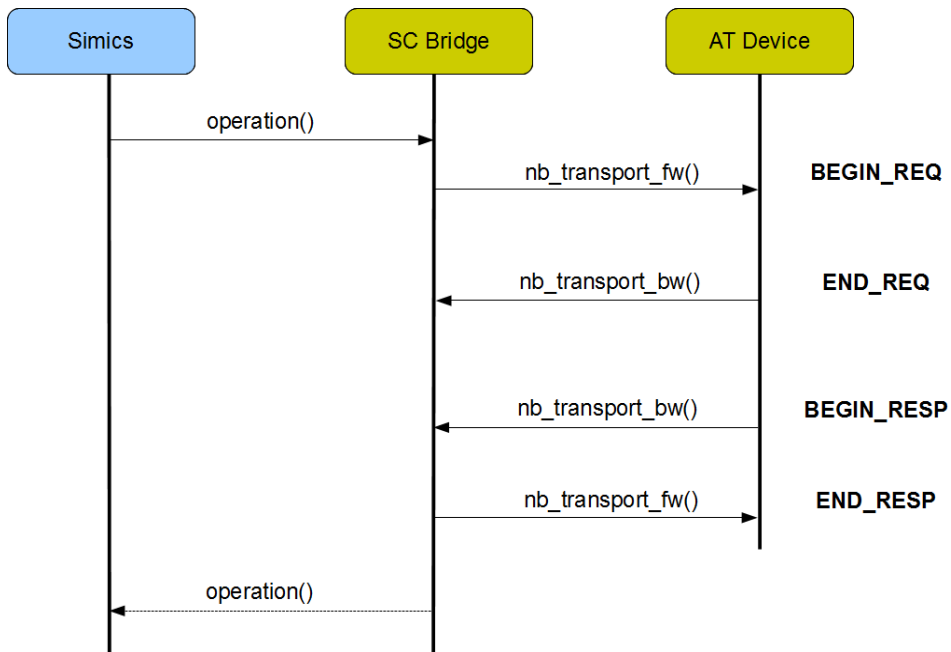 Simics
SC Bridge
AT Device
operation()
nb_transport_fw()
BEGIN_REQ
nb_transport_bw()
END_REQ
nb_transport_bw()
BEGIN_RESP
nb_transport_fw()
END_RESP
operation()